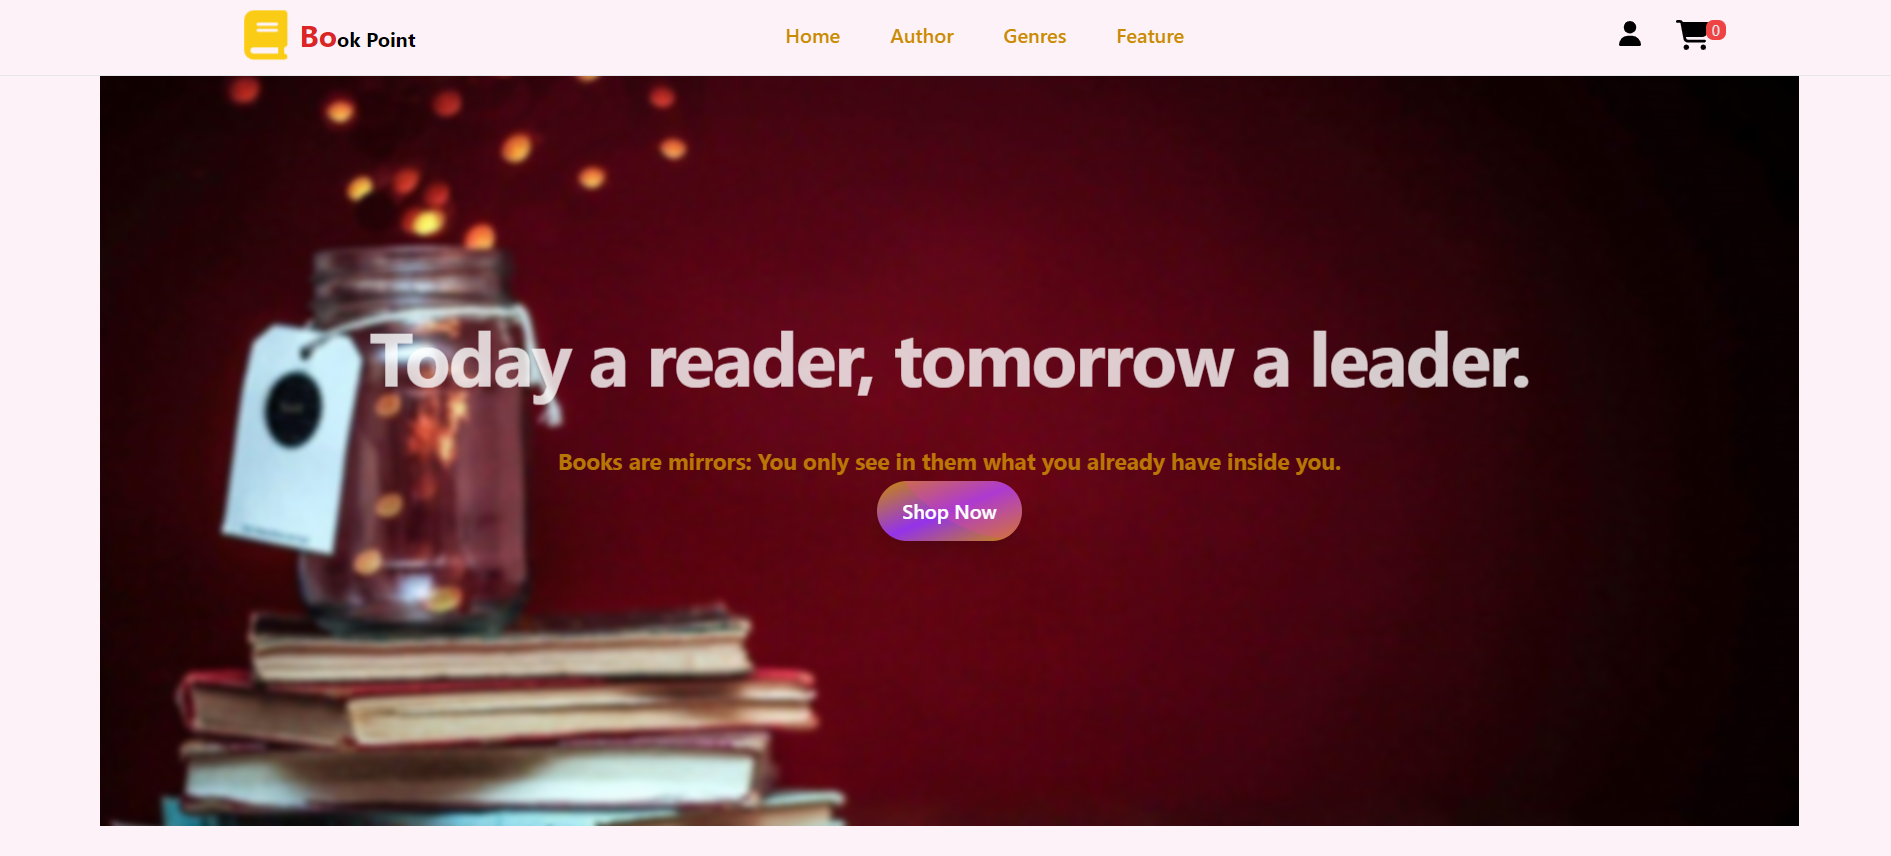 Book Point
Home Author Genres Feature
0
Today a reader, tomorrow a leader.
Books are mirrors: You only see in them what you already have inside you.
Shop Now